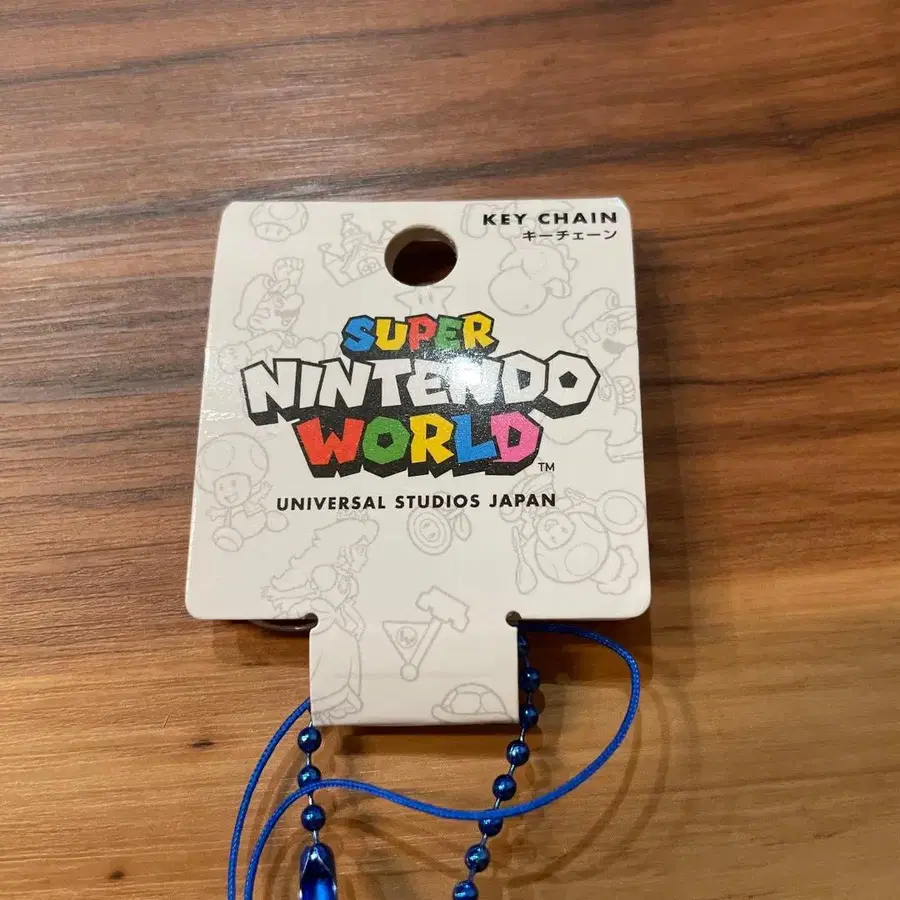 KEY CHAIN
キーチェーン
SUPER
NINTENDO
WORLD
TM
UNIVERSAL STUDIOS JAPAN